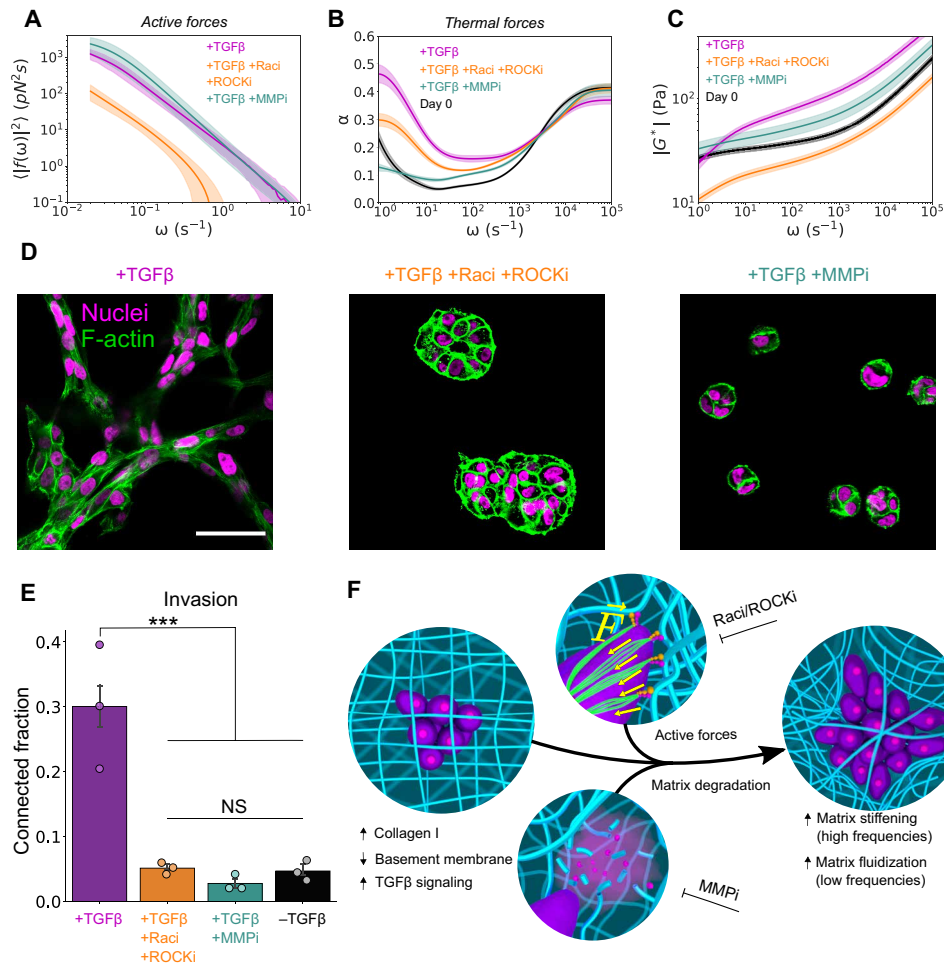 A
Active forces
⟨|f(ω)|²⟩ (pN²s)
10³
10²
10¹
10⁰
10⁻¹
10⁻²
10⁻¹
10⁰
10¹
ω (s⁻¹)
+TGFβ
+TGFβ +Raci
+ROCKi
+TGFβ +MMPi
B
Thermal forces
α
0.6
0.5
0.4
0.3
0.2
0.1
0.0
10⁰
10¹
10²
10³
10⁴
10⁵
ω (s⁻¹)
+TGFβ
+TGFβ +Raci +ROCKi
+TGFβ +MMPi
Day 0
C
|G*| (Pa)
10²
10¹
10⁰
10¹
10²
10³
10⁴
10⁵
ω (s⁻¹)
+TGFβ
+TGFβ +Raci +ROCKi
+TGFβ +MMPi
Day 0
D
+TGFβ
+TGFβ +Raci +ROCKi
+TGFβ +MMPi
Nuclei
F-actin
E
Invasion
Connected fraction
0.4
0.3
0.2
0.1
0.0
***
NS
+TGFβ
+TGFβ
+Raci
+ROCKi
+TGFβ
+MMPi
−TGFβ
F
F
Raci/ROCKi
Active forces
Matrix degradation
MMPi
↑ Collagen I
↓ Basement membrane
↑ TGFβ signaling
↑ Matrix stiffening
(high frequencies)
↑ Matrix fluidization
(low frequencies)